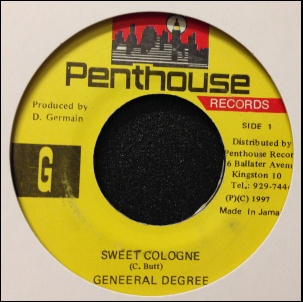 Penthouse
RECORDS
Produced by
D. Germain
SIDE 1
Distributed by
Penthouse Recor
6 Ballater Avenu
Kingston 10
Tel.: 929-744
(P)(C) 1997
Made In Jama
G
SWEET COLOGNE
(C. Butt)
GENEERAL DEGREE